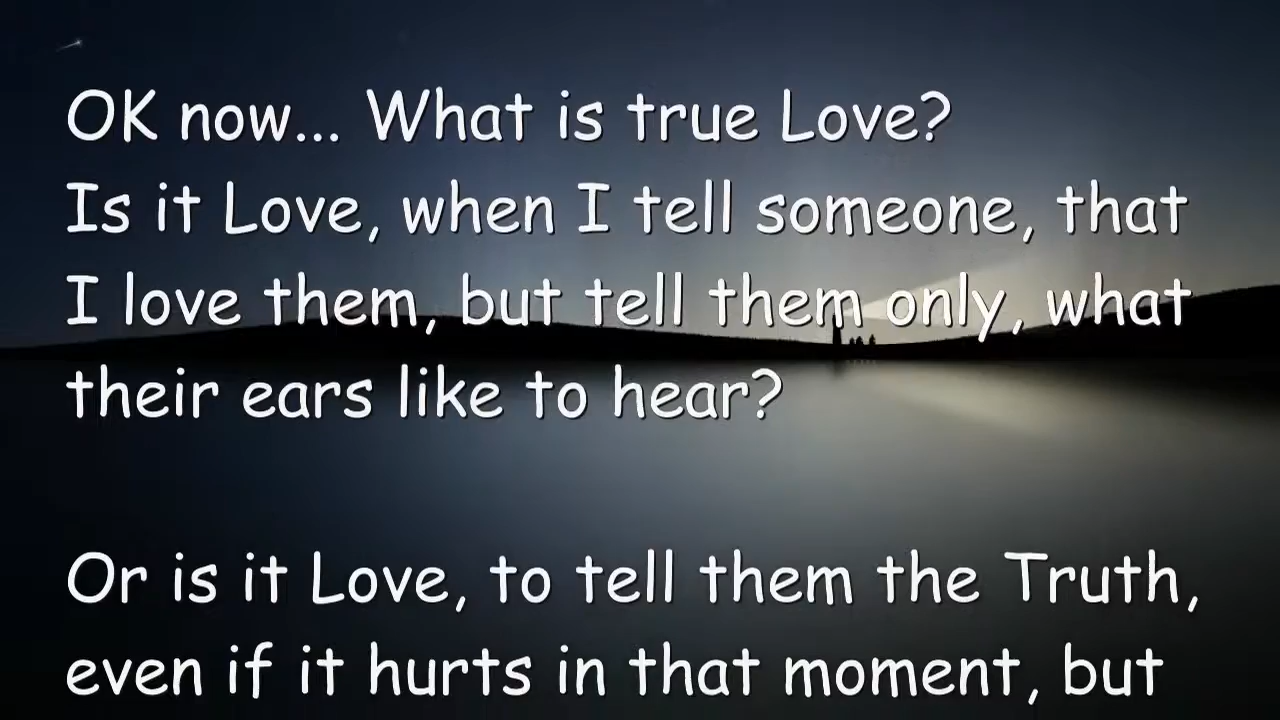 OK now... What is true Love?
Is it Love, when I tell someone, that
I love them, but tell them only, what
their ears like to hear?
Or is it Love, to tell them the Truth,
even if it hurts in that moment, but